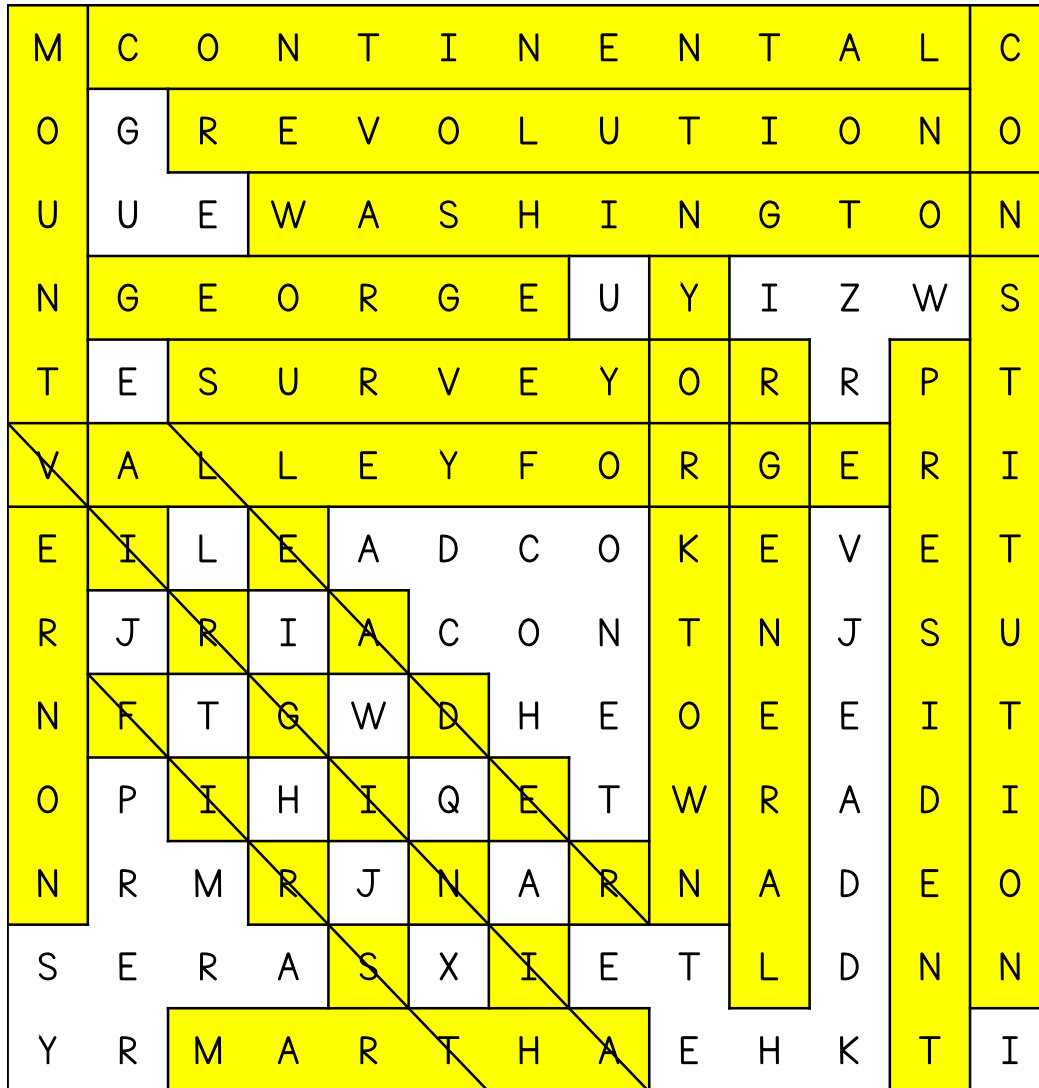 M C O N T I N E N T A L C
O G R E V O L U T I O N O
U U E W A S H I N G T O N
N G E O R G E U Y I Z W S
T E S U R V E Y O R R P T
V A L L E Y F O R G E R I
E I L E A D C O K E V E T
R J R I A C O N T N J S U
N F T G W D H E O E E I T
O P I H I Q E T W R A D I
N R M R J N A R N A D E O
S E R A S X I E T L D N N
Y R M A R T H A E H K T I